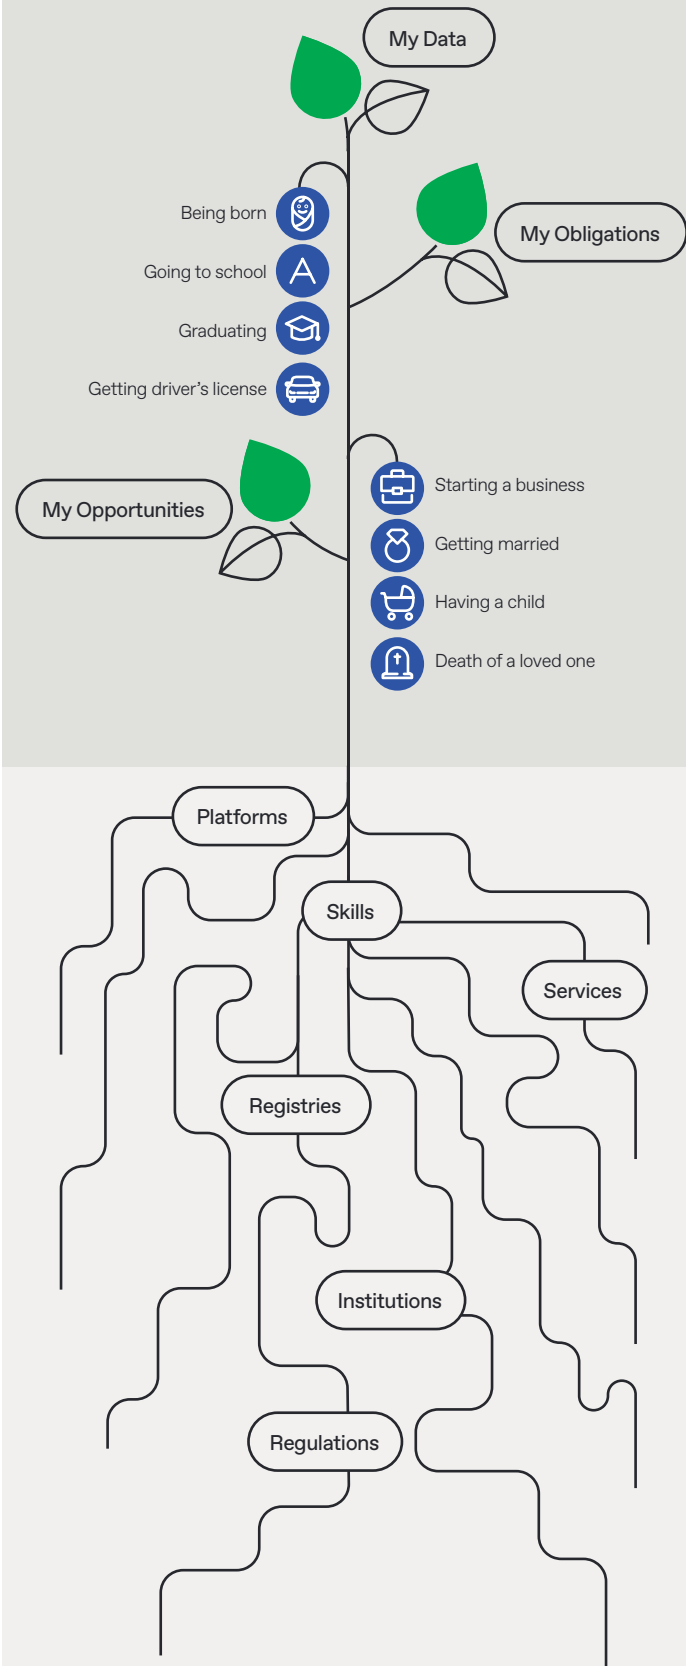 My Data
Being born
My Obligations
Going to school
Graduating
Getting driver's license
My Opportunities
Starting a business
Getting married
Having a child
Death of a loved one
Platforms
Skills
Services
Registries
Institutions
Regulations